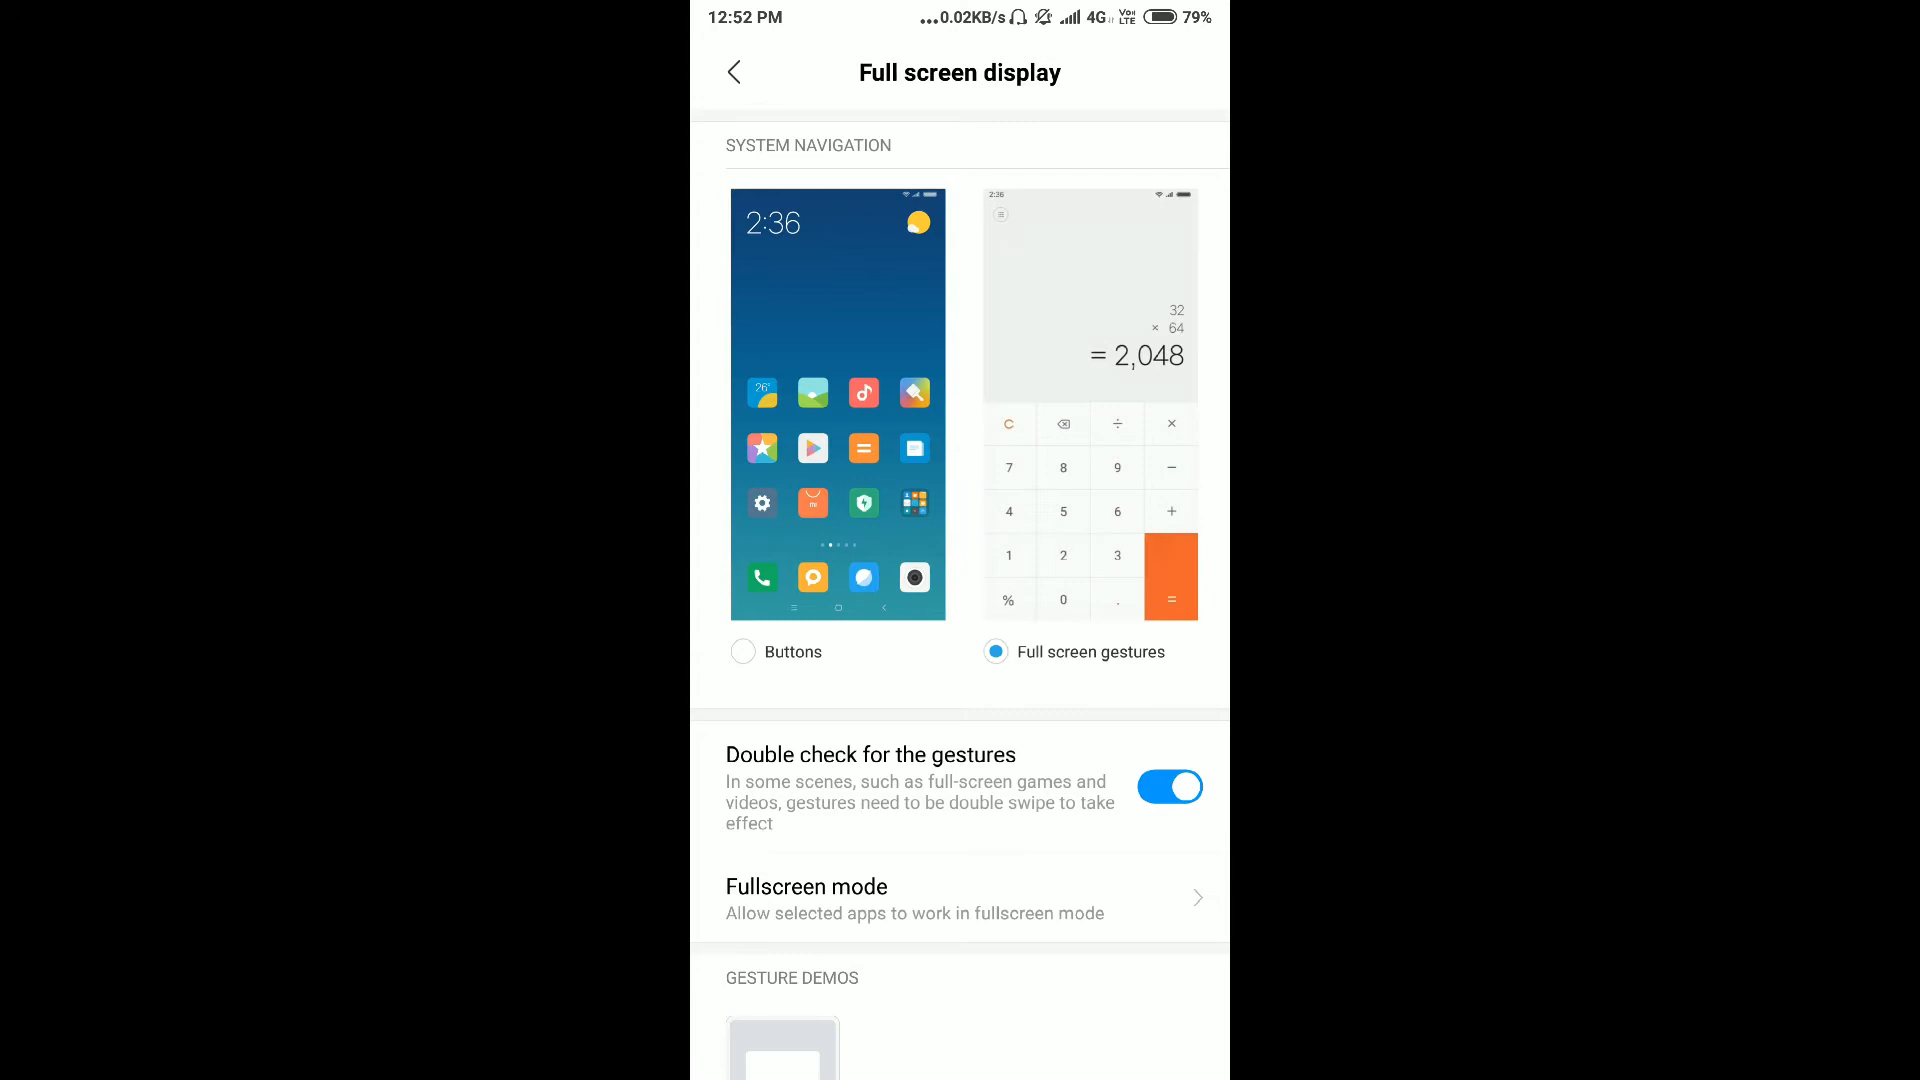 12:52 PM ...0.02KB/s 4G VoLTE 79%
Full screen display
SYSTEM NAVIGATION
2:36
26°
mi
2:36
32
× 64
= 2,048
C ÷ ×
7 8 9 −
4 5 6 +
1 2 3
% 0 . =
Buttons
Full screen gestures
Double check for the gestures
In some scenes, such as full-screen games and
videos, gestures need to be double swipe to take
effect
Fullscreen mode
Allow selected apps to work in fullscreen mode
GESTURE DEMOS